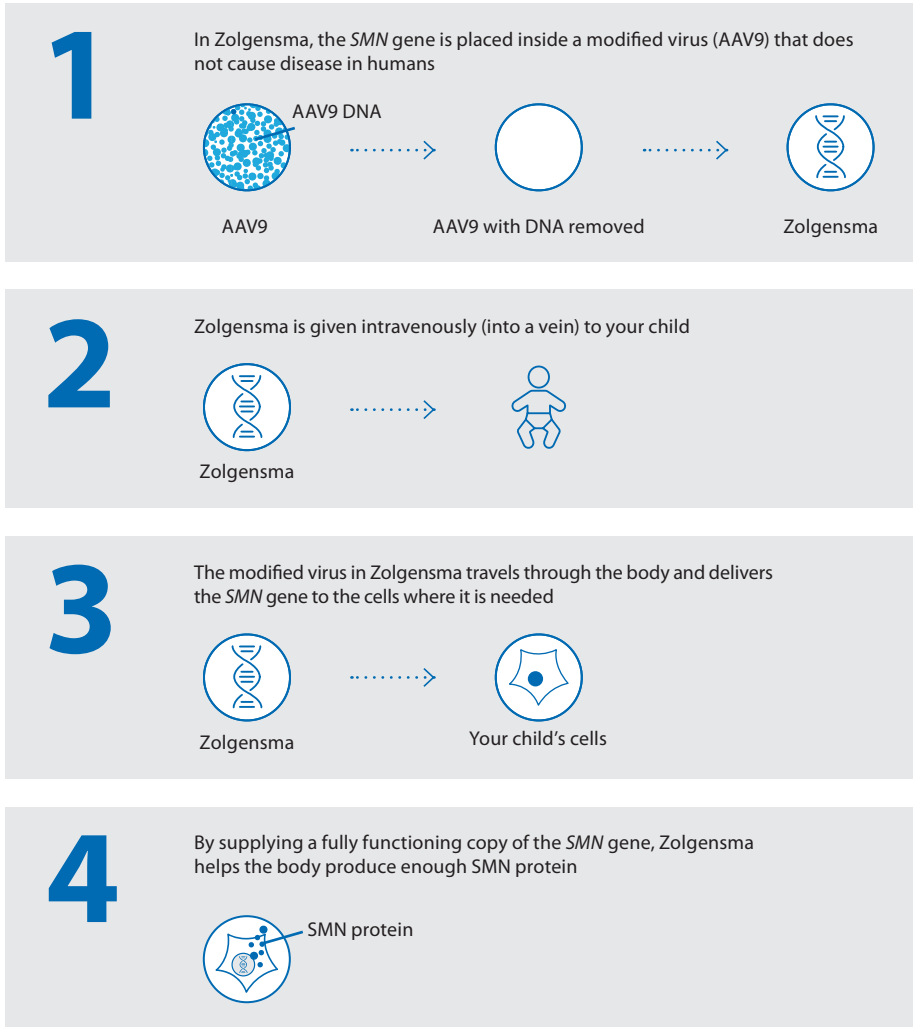 1
In Zolgensma, the SMN gene is placed inside a modified virus (AAV9) that does
not cause disease in humans
AAV9 DNA
AAV9
AAV9 with DNA removed
Zolgensma
2
Zolgensma is given intravenously (into a vein) to your child
Zolgensma
3
The modified virus in Zolgensma travels through the body and delivers
the SMN gene to the cells where it is needed
Zolgensma
Your child's cells
4
By supplying a fully functioning copy of the SMN gene, Zolgensma
helps the body produce enough SMN protein
SMN protein